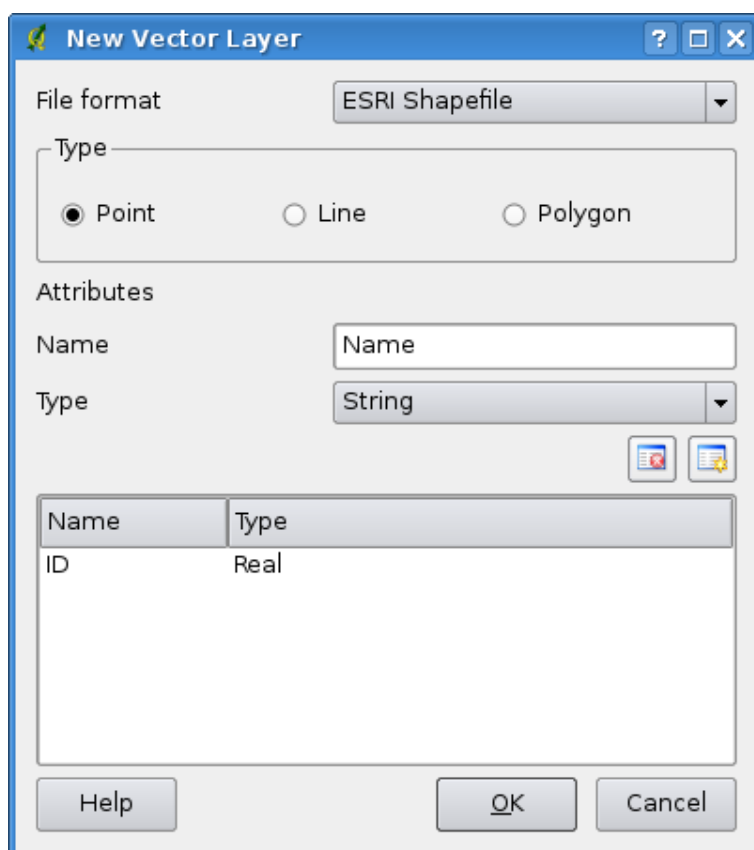 New Vector Layer ?
File format ESRI Shapefile
Type
Point Line Polygon
Attributes
Name Name
Type String
Name Type
ID Real
Help OK Cancel